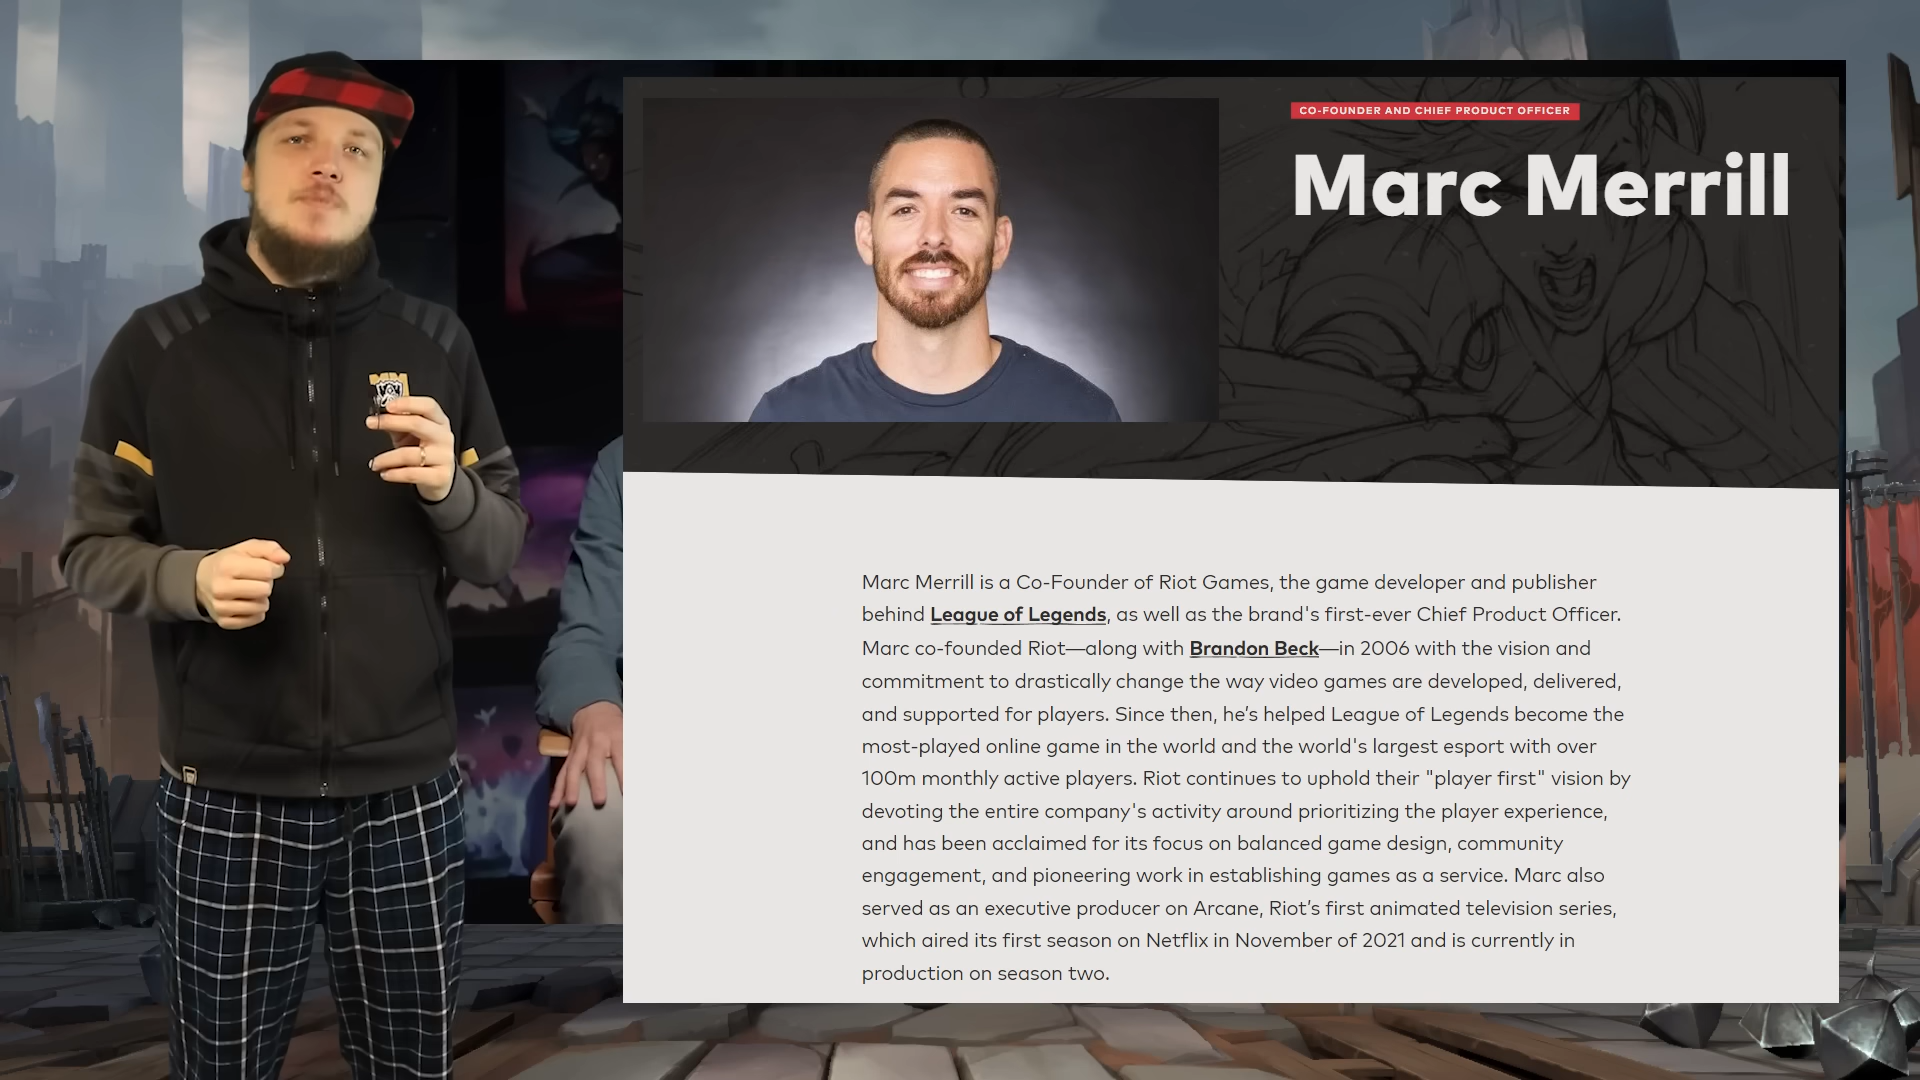 CO-FOUNDER AND CHIEF PRODUCT OFFICER
Marc Merrill
Marc Merrill is a Co-Founder of Riot Games, the game developer and publisher
behind League of Legends, as well as the brand's first-ever Chief Product Officer.
Marc co-founded Riot—along with Brandon Beck—in 2006 with the vision and
commitment to drastically change the way video games are developed, delivered,
and supported for players. Since then, he’s helped League of Legends become the
most-played online game in the world and the world's largest esport with over
100m monthly active players. Riot continues to uphold their "player first" vision by
devoting the entire company's activity around prioritizing the player experience,
and has been acclaimed for its focus on balanced game design, community
engagement, and pioneering work in establishing games as a service. Marc also
served as an executive producer on Arcane, Riot’s first animated television series,
which aired its first season on Netflix in November of 2021 and is currently in
production on season two.